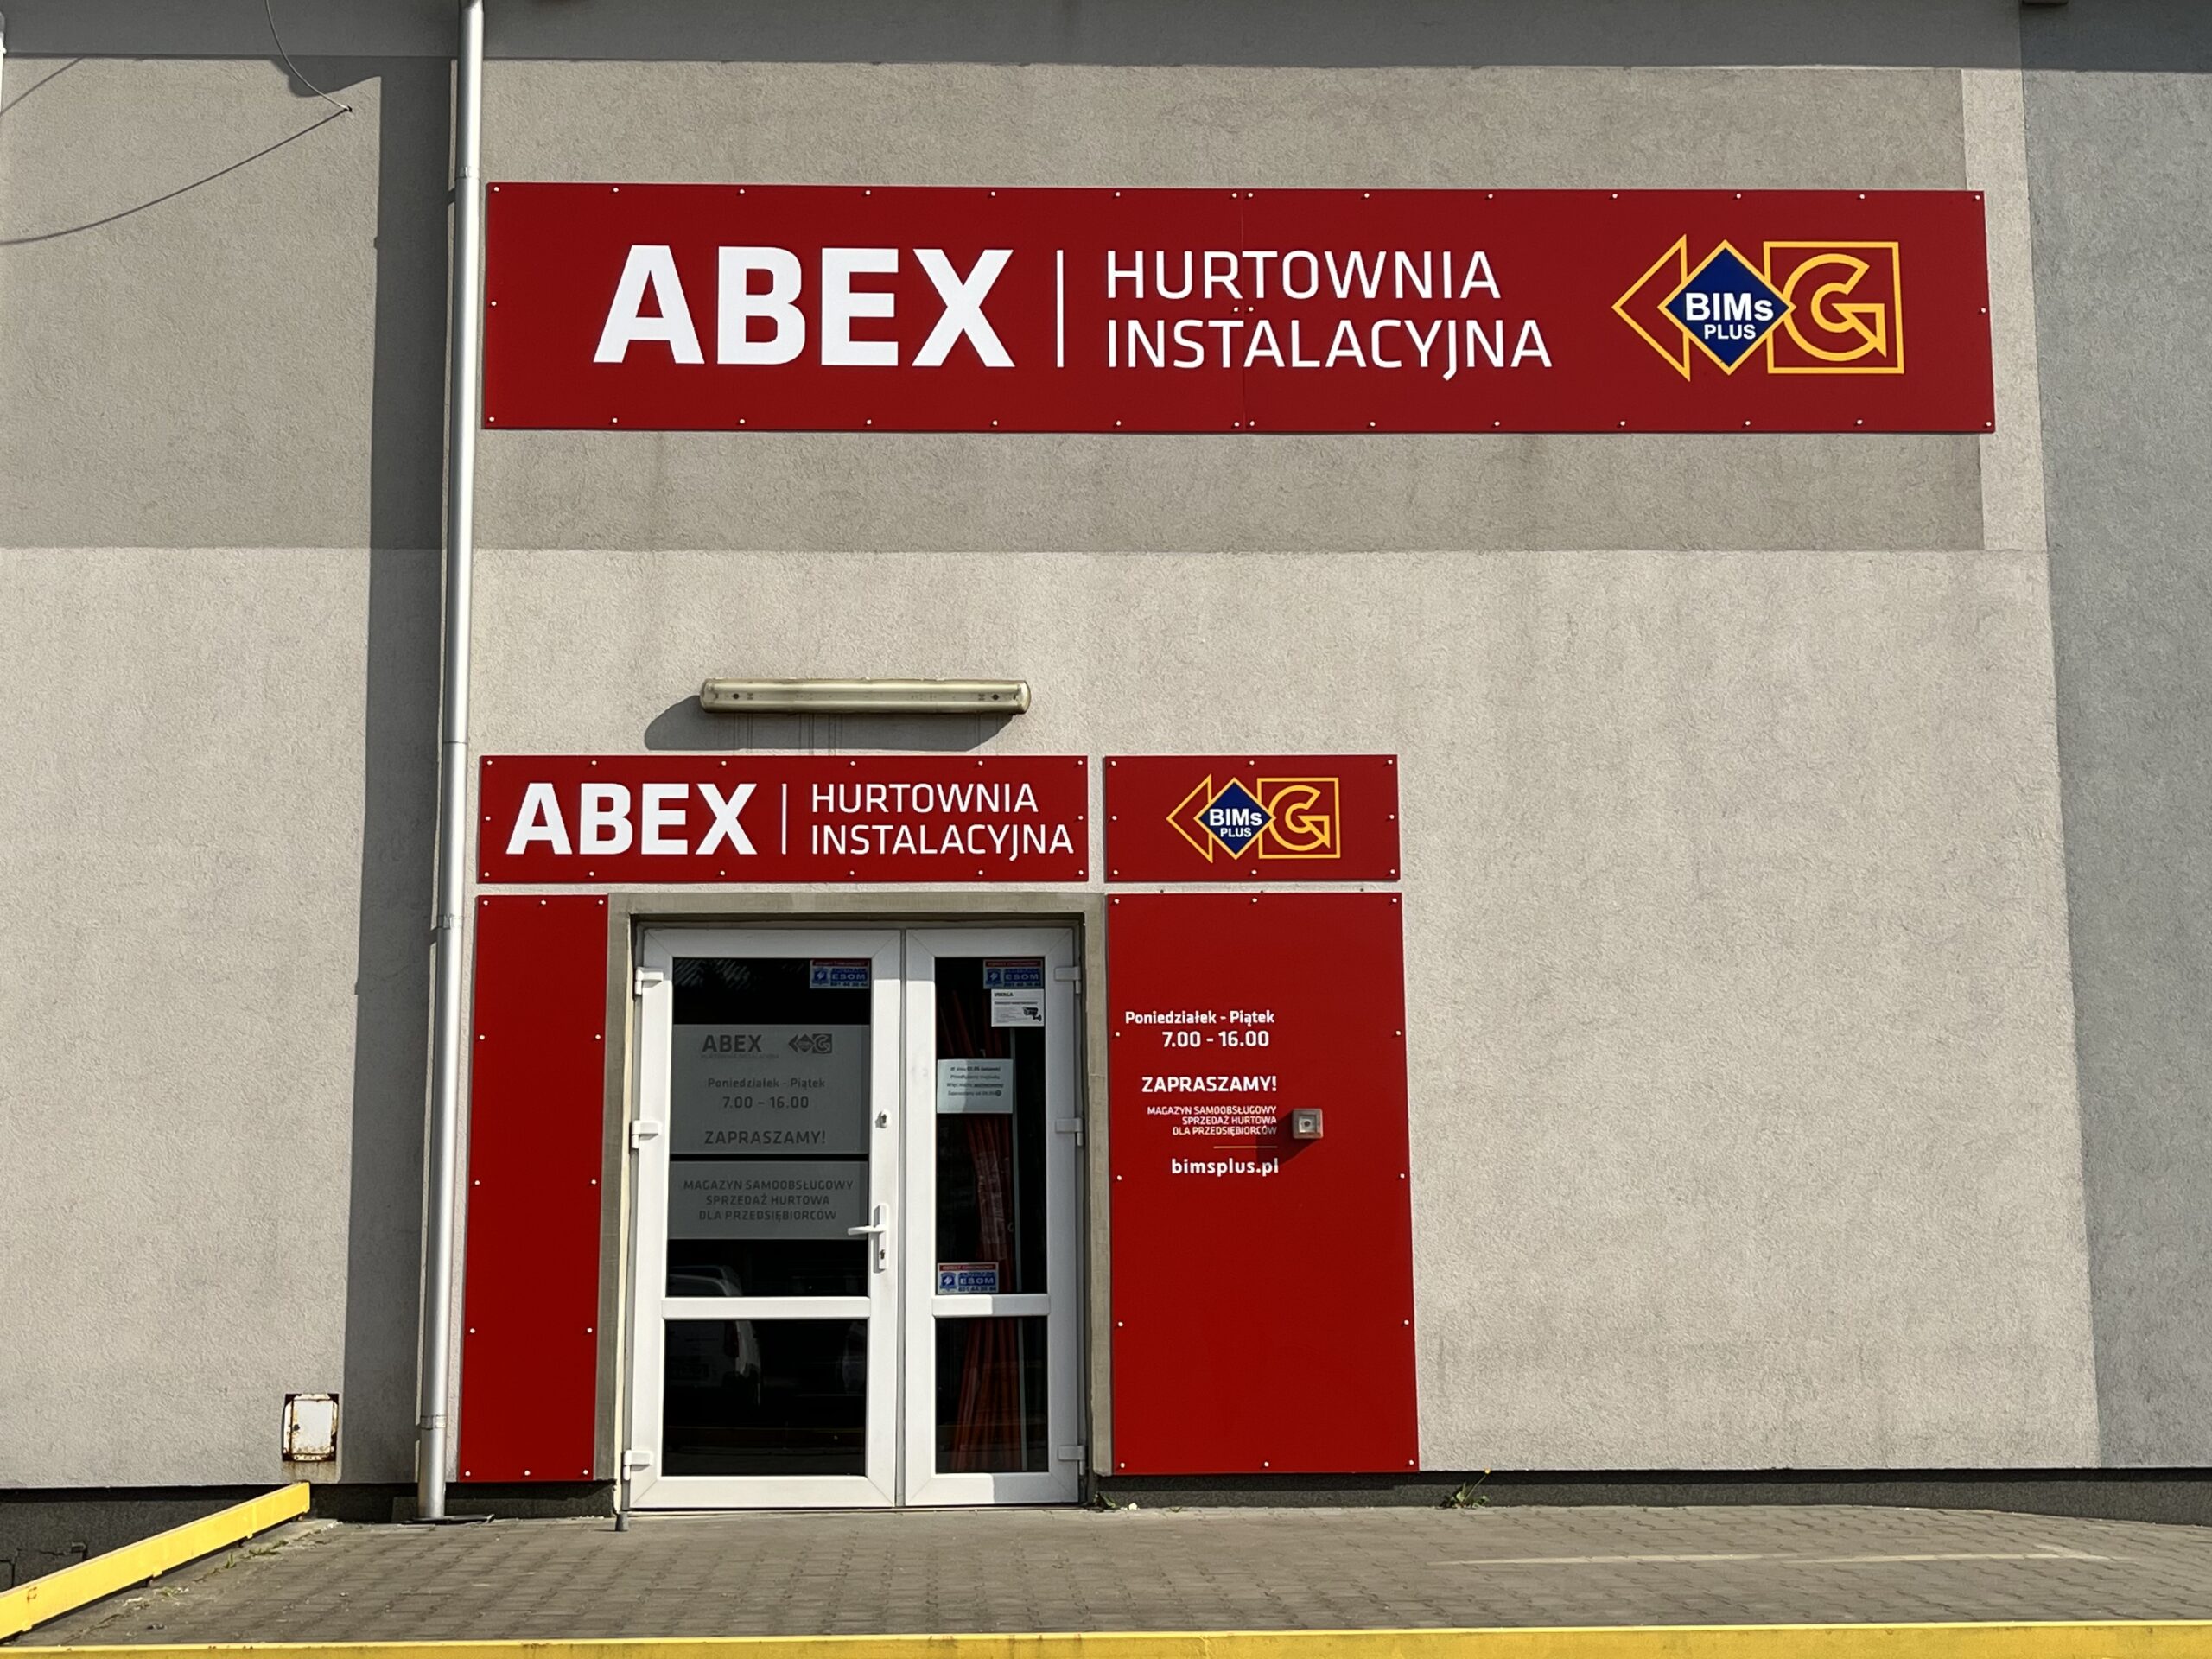 ABEX
HURTOWNIA
INSTALACYJNA
BIMs
PLUS
G
ABEX
HURTOWNIA
INSTALACYJNA
BIMs
PLUS
G
ESOM
ESOM
ABEX
Poniedziałek - Piątek
7.00 - 16.00
ZAPRASZAMY!
MAGAZYN SAMOOBSŁUGOWY
SPRZEDAŻ HURTOWA
DLA PRZEDSIĘBIORCÓW
ESOM
Poniedziałek - Piątek
7.00 - 16.00
ZAPRASZAMY!
MAGAZYN SAMOOBSŁUGOWY
SPRZEDAŻ HURTOWA
DLA PRZEDSIĘBIORCÓW
bimsplus.pl